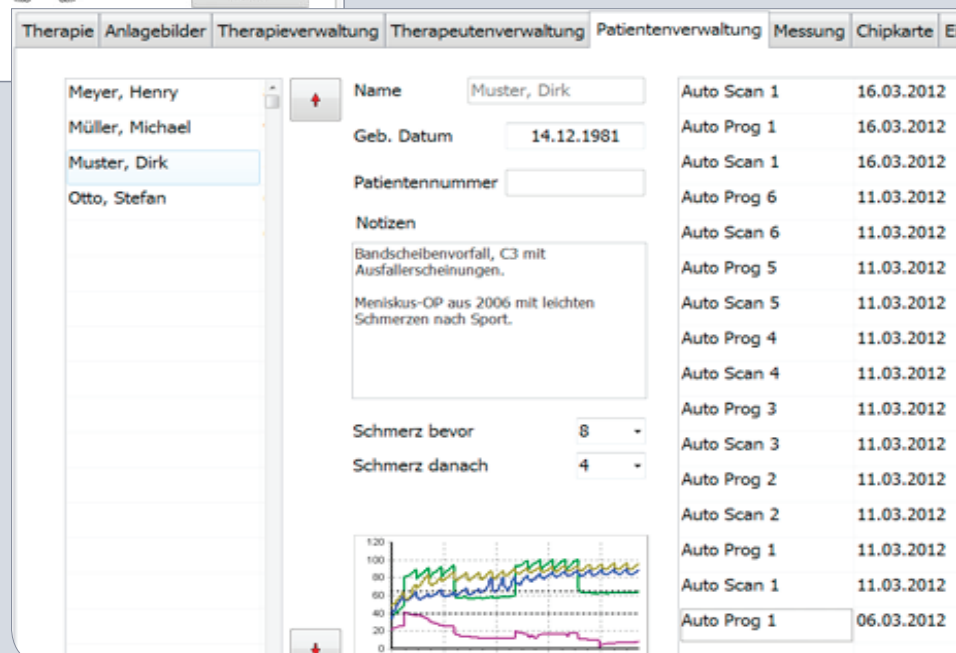 Therapie Anlagebilder Therapieverwaltung Therapeutenverwaltung Patientenverwaltung Messung Chipkarte
Meyer, Henry
Müller, Michael
Muster, Dirk
Otto, Stefan
Name Muster, Dirk
Geb. Datum 14.12.1981
Patientennummer
Notizen
Bandscheibenvorfall, C3 mit
Ausfallerscheinungen.
Meniskus-OP aus 2006 mit leichten
Schmerzen nach Sport.
Schmerz bevor 8
Schmerz danach 4
120
100
80
60
40
20
0
Auto Scan 1 16.03.2012
Auto Prog 1 16.03.2012
Auto Scan 1 16.03.2012
Auto Prog 6 11.03.2012
Auto Scan 6 11.03.2012
Auto Prog 5 11.03.2012
Auto Scan 5 11.03.2012
Auto Prog 4 11.03.2012
Auto Scan 4 11.03.2012
Auto Prog 3 11.03.2012
Auto Scan 3 11.03.2012
Auto Prog 2 11.03.2012
Auto Scan 2 11.03.2012
Auto Prog 1 11.03.2012
Auto Scan 1 11.03.2012
Auto Prog 1 06.03.2012